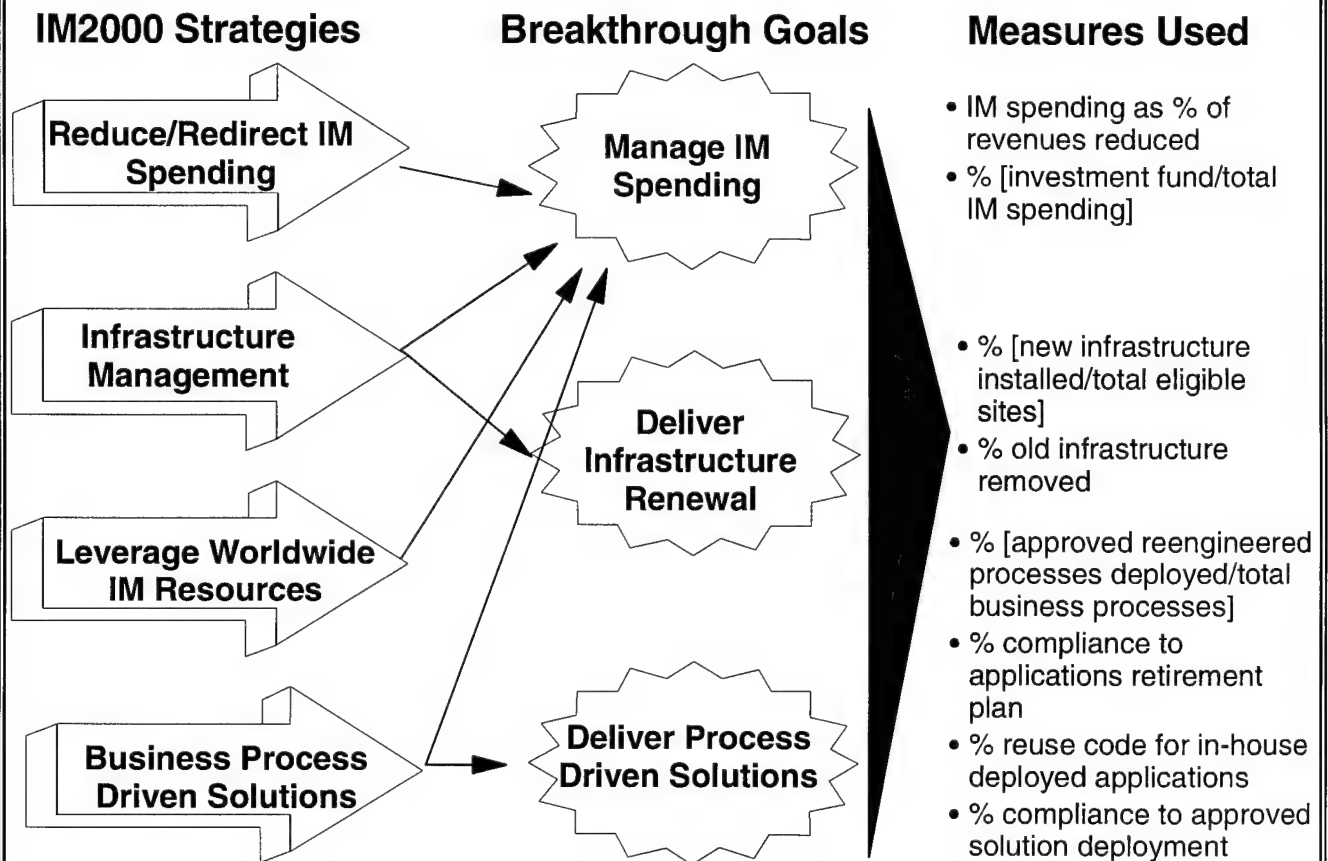 IM2000 Strategies
Breakthrough Goals
Measures Used
Reduce/Redirect IM
Spending
Infrastructure
Management
Leverage Worldwide
IM Resources
Business Process
Driven Solutions
Manage IM
Spending
Deliver
Infrastructure
Renewal
Deliver Process
Driven Solutions
• IM spending as % of
revenues reduced
• % [investment fund/total
IM spending]
• % [new infrastructure
installed/total eligible
sites]
• % old infrastructure
removed
• % [approved reengineered
processes deployed/total
business processes]
• % compliance to
applications retirement
plan
• % reuse code for in-house
deployed applications
• % compliance to approved
solution deployment